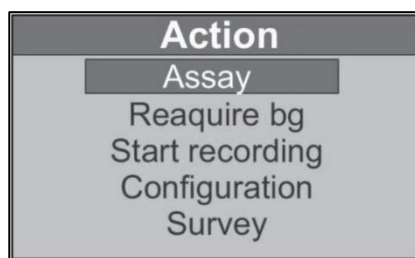 Action
Assay
Reaquire bg
Start recording
Configuration
Survey